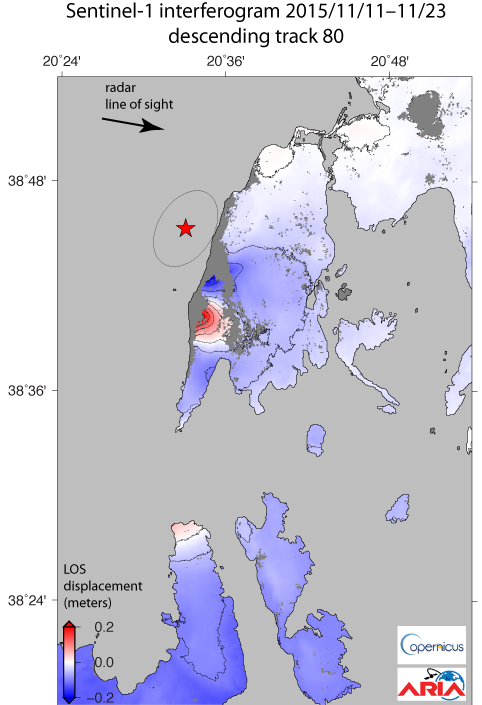 Sentinel-1 interferogram 2015/11/11–11/23
descending track 80
20˚24' 20˚36' 20˚48'
radar
line of sight
38˚48'
38˚36'
38˚24'
LOS
displacement
(meters)
0.2
0.0
−0.2
opernicus
ARIA